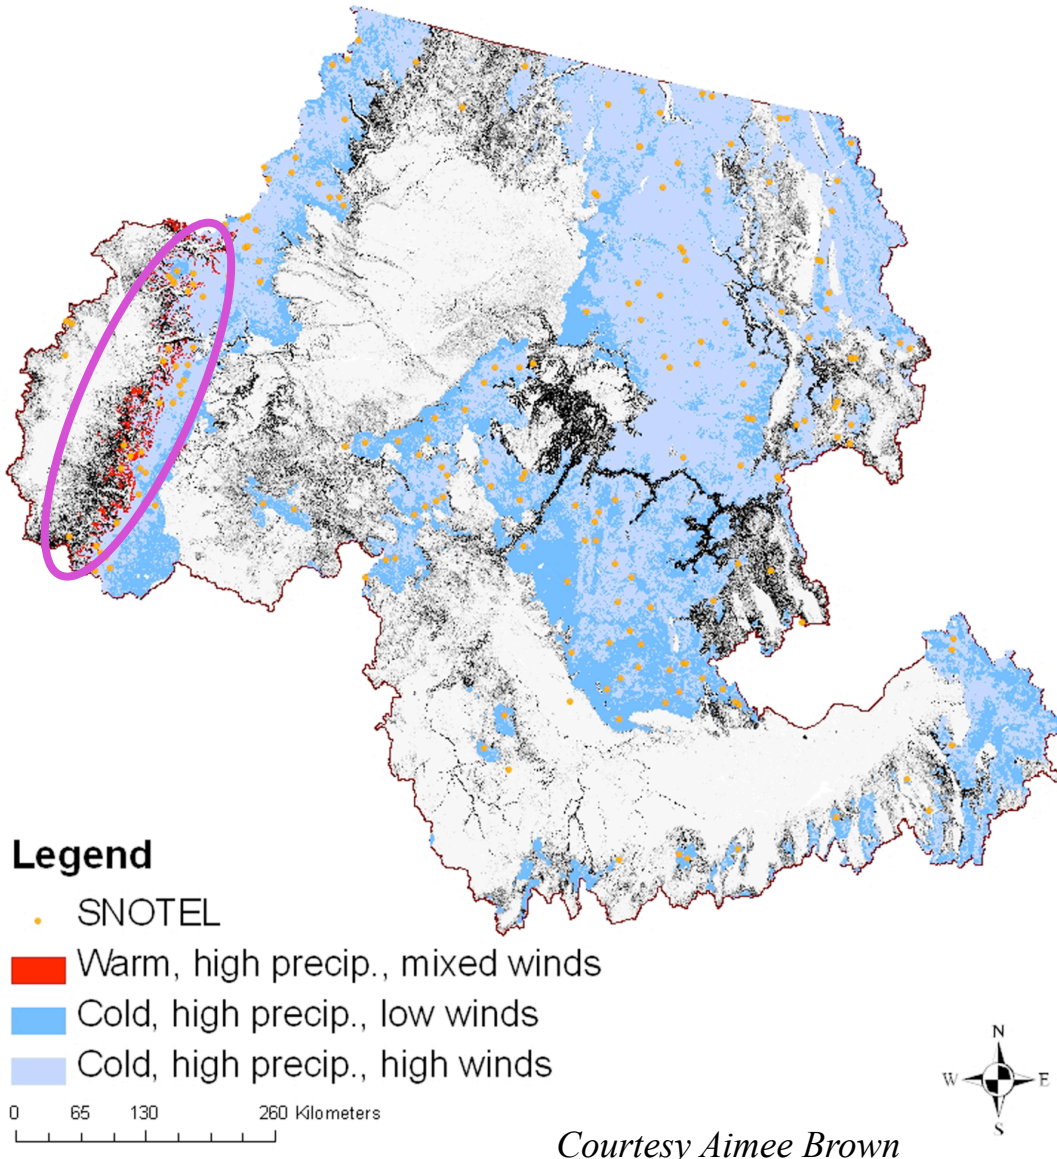 Legend
SNOTEL
Warm, high precip., mixed winds
Cold, high precip., low winds
Cold, high precip., high winds
0 65 130 260 Kilometers
N
W E
S
Courtesy Aimee Brown